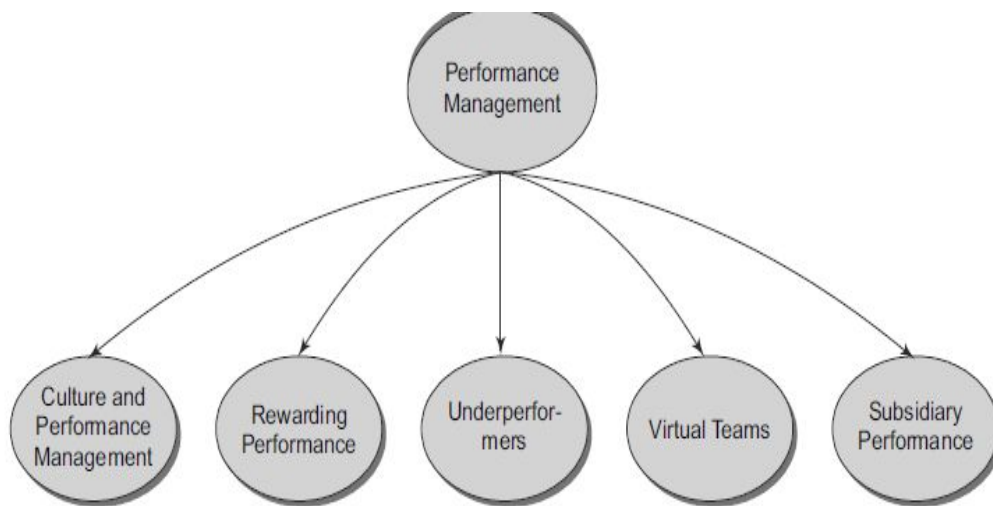 Performance
Management
Culture and
Performance
Management
Rewarding
Performance
Underperfor-
mers
Virtual Teams
Subsidiary
Performance